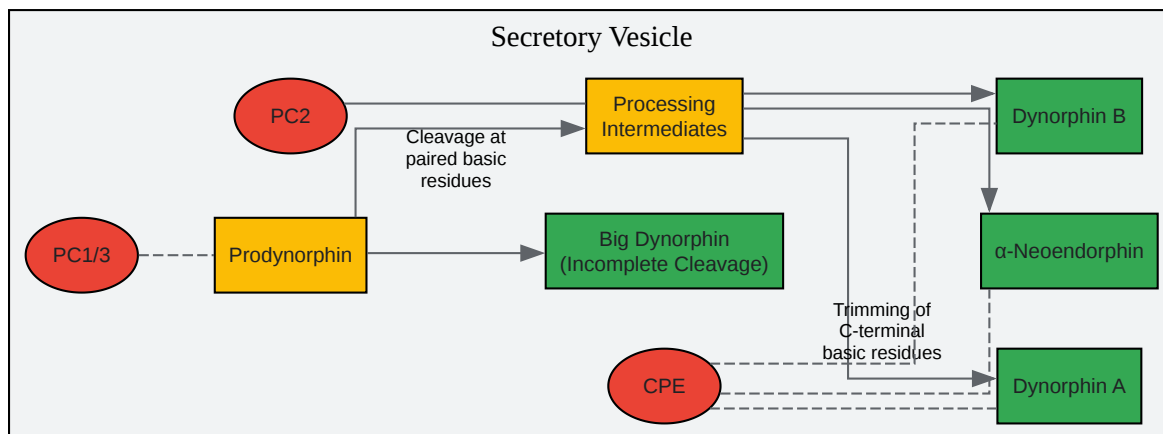 Secretory Vesicle
PC2
Processing
Intermediates
Dynorphin B
Cleavage at
paired basic
residues
PC1/3
Prodynorphin
Big Dynorphin
(Incomplete Cleavage)
α-Neoendorphin
Trimming of
C-terminal
basic residues
CPE
Dynorphin A